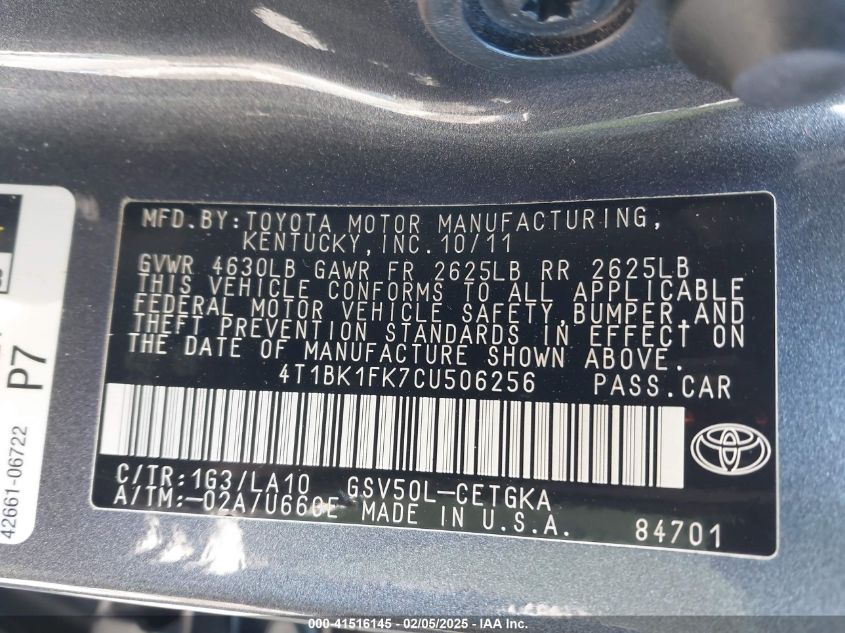 MFD.BY:TOYOTA MOTOR MANUFACTURING,
KENTUCKY,INC.10/11
GVWR 4630LB GAWR FR 2625LB RR 2625LB
THIS VEHICLE CONFORMS TO ALL APPLICABLE
FEDERAL MOTOR VEHICLE SAFETY,BUMPER,AND
THEFT PREVENTION STANDARDS IN EFFECT ON
THE DATE OF MANUFACTURE SHOWN ABOVE.
4T1BK1FK7CU506256 PASS.CAR
C/TR:1G3/LA10 GSV50L-CETGKA
A/TM:-02A/U660E MADE IN U.S.A. 84701
P7
42661-06722
000-41516145 - 02/05/2025 - IAA Inc.